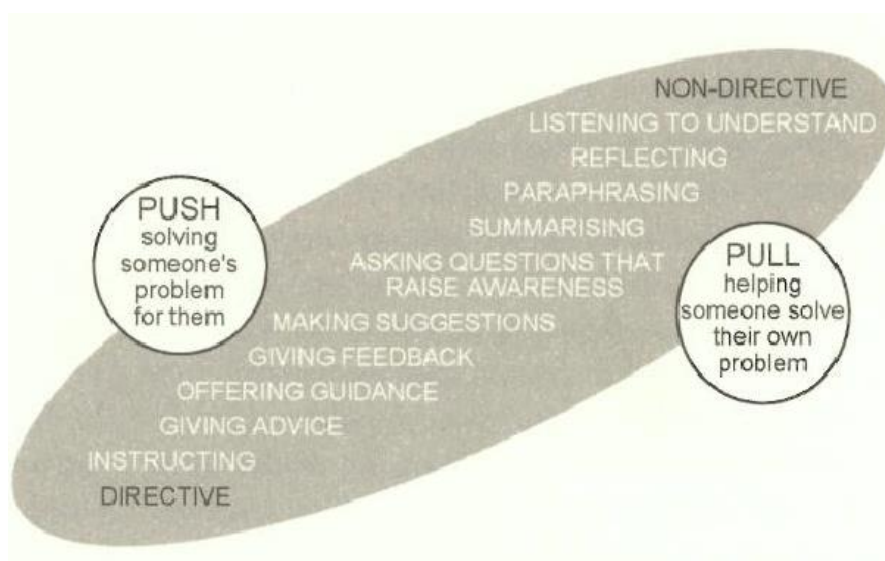 NON-DIRECTIVE
LISTENING TO UNDERSTAND
REFLECTING
PARAPHRASING
SUMMARISING
ASKING QUESTIONS THAT
RAISE AWARENESS
MAKING SUGGESTIONS
GIVING FEEDBACK
OFFERING GUIDANCE
GIVING ADVICE
INSTRUCTING
DIRECTIVE
PUSH
solving
someone's
problem
for them
PULL
helping
someone solve
their own
problem